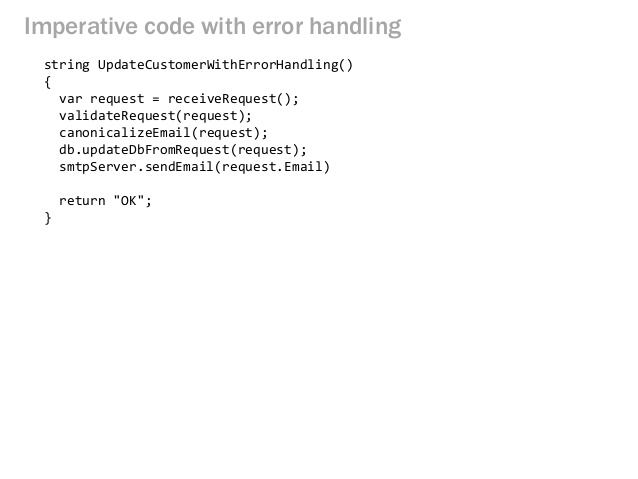 Imperative code with error handling
string UpdateCustomerWithErrorHandling()
{
  var request = receiveRequest();
  validateRequest(request);
  canonicalizeEmail(request);
  db.updateDbFromRequest(request);
  smtpServer.sendEmail(request.Email)

  return "OK";
}